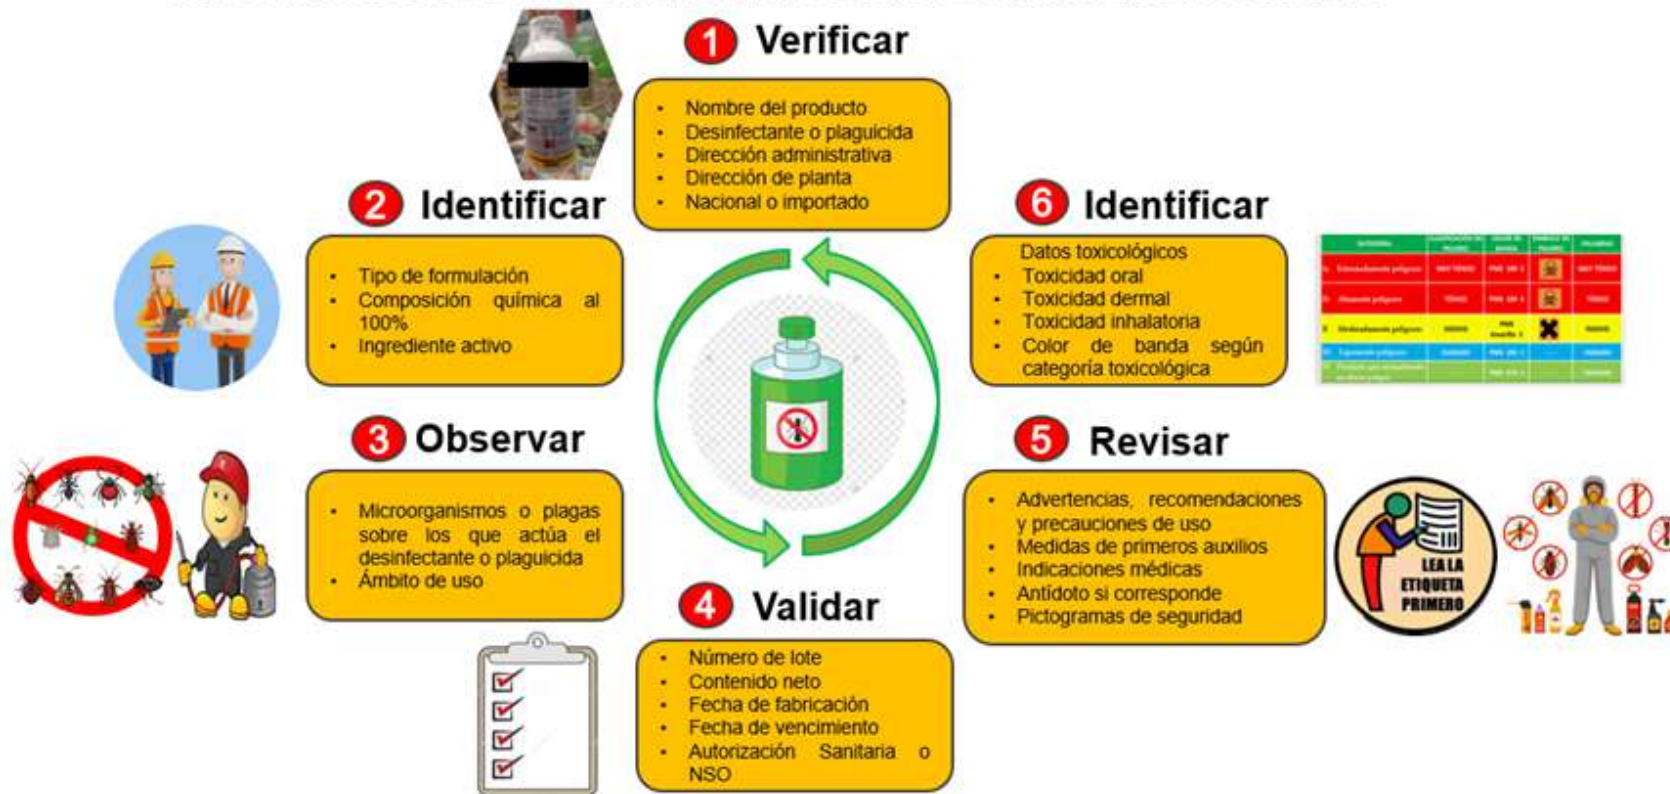 1 Verificar
• Nombre del producto
• Desinfectante o plaguicida
• Dirección administrativa
• Dirección de planta
• Nacional o importado
2 Identificar
• Tipo de formulación
• Composición química al
100%
• Ingrediente activo
3 Observar
• Microorganismos o plagas
sobre los que actúa el
desinfectante o plaguicida
• Ámbito de uso
4 Validar
• Número de lote
• Contenido neto
• Fecha de fabricación
• Fecha de vencimiento
• Autorización Sanitaria o
NSO
5 Revisar
• Advertencias, recomendaciones
y precauciones de uso
• Medidas de primeros auxilios
• Indicaciones médicas
• Antídoto si corresponde
• Pictogramas de seguridad
LEA LA
ETIQUETA
PRIMERO
6 Identificar
Datos toxicológicos
• Toxicidad oral
• Toxicidad dermal
• Toxicidad inhalatoria
• Color de banda según
categoría toxicológica